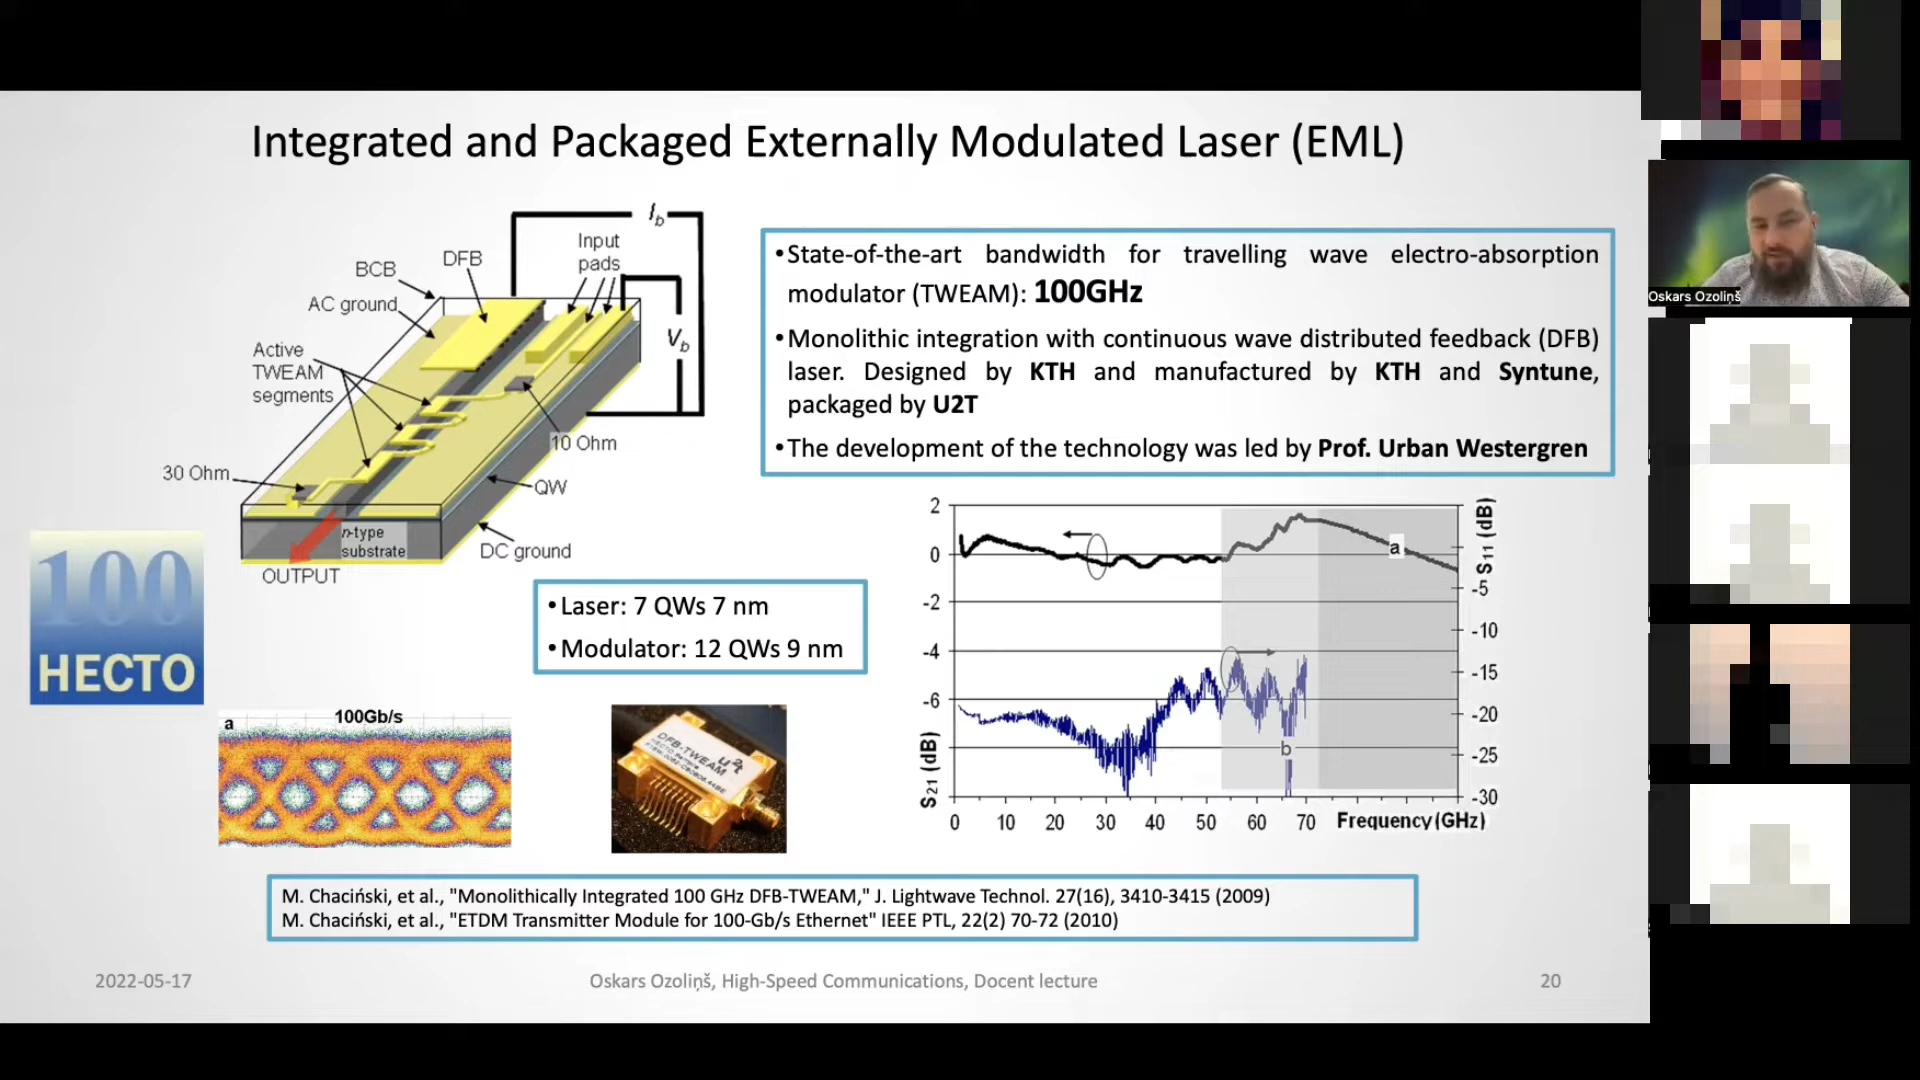 Integrated and Packaged Externally Modulated Laser (EML)
Ib
Input
pads
DFB
BCB
AC ground
Vb
Active
TWEAM
segments
10 Ohm
30 Ohm
QW
n-type
substrate
DC ground
OUTPUT
•State-of-the-art bandwidth for travelling wave electro-absorption
modulator (TWEAM): 100GHz
•Monolithic integration with continuous wave distributed feedback (DFB)
laser. Designed by KTH and manufactured by KTH and Syntune,
packaged by U2T
•The development of the technology was led by Prof. Urban Westergren
Oskars Ozoliņš
100
HECTO
•Laser: 7 QWs 7 nm
•Modulator: 12 QWs 9 nm
2
0
-2
-4
-6
S21 (dB)
S11 (dB)
-5
-10
-15
-20
-25
-30
a
b
0 10 20 30 40 50 60 70 Frequency (GHz)
a
100Gb/s
DFB-TWEAM
u²t
M. Chaciński, et al., "Monolithically Integrated 100 GHz DFB-TWEAM," J. Lightwave Technol. 27(16), 3410-3415 (2009)
M. Chaciński, et al., "ETDM Transmitter Module for 100-Gb/s Ethernet" IEEE PTL, 22(2) 70-72 (2010)
2022-05-17
Oskars Ozoliņš, High-Speed Communications, Docent lecture
20